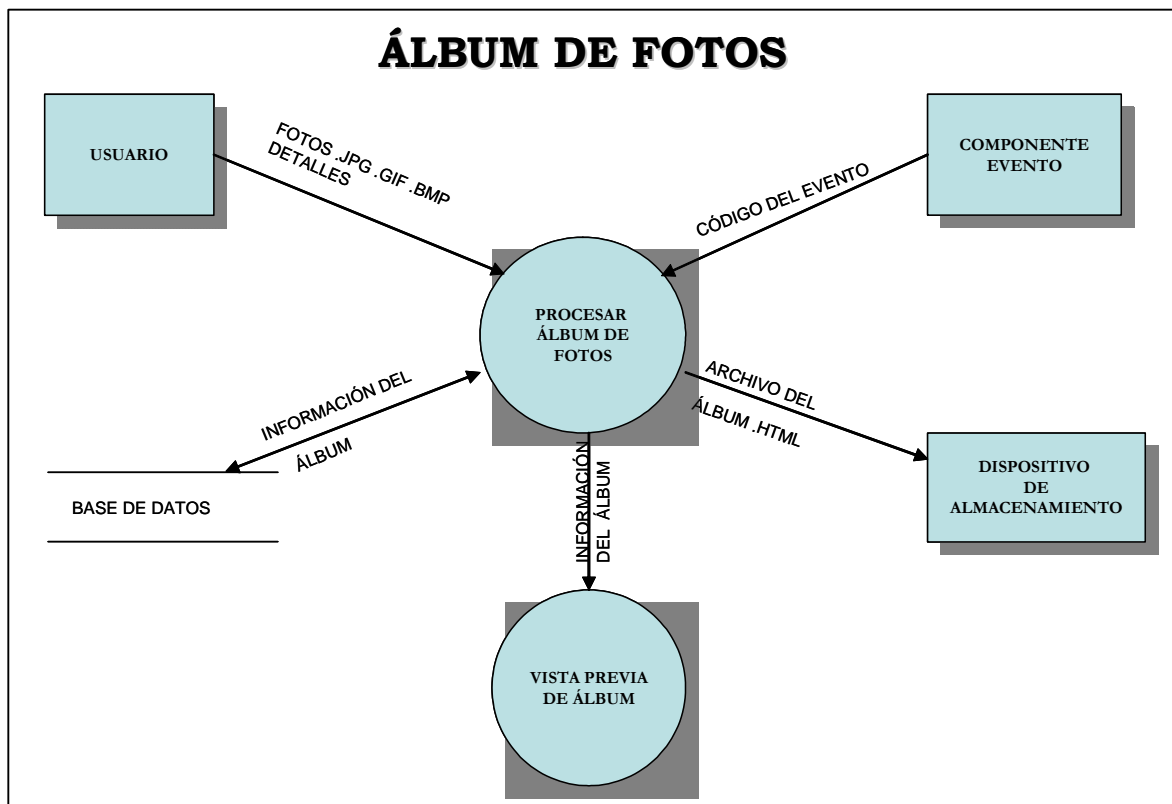 ÁLBUM DE FOTOS
USUARIO
FOTOS .JPG .GIF .BMP
DETALLES
CÓDIGO DEL EVENTO
COMPONENTE
EVENTO
PROCESAR
ÁLBUM DE
FOTOS
INFORMACIÓN DEL
ÁLBUM
ARCHIVO DEL
ÁLBUM .HTML
BASE DE DATOS
INFORMACIÓN
DEL ÁLBUM
DISPOSITIVO
DE
ALMACENAMIENTO
VISTA PREVIA
DE ÁLBUM